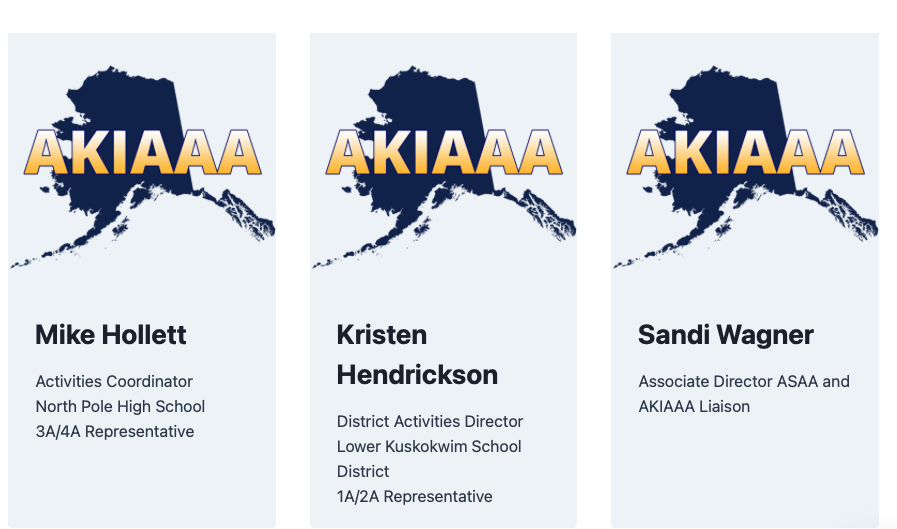 AKIAAA
Mike Hollett
Activities Coordinator
North Pole High School
3A/4A Representative
AKIAAA
Kristen
Hendrickson
District Activities Director
Lower Kuskokwim School
District
1A/2A Representative
AKIAAA
Sandi Wagner
Associate Director ASAA and
AKIAAA Liaison